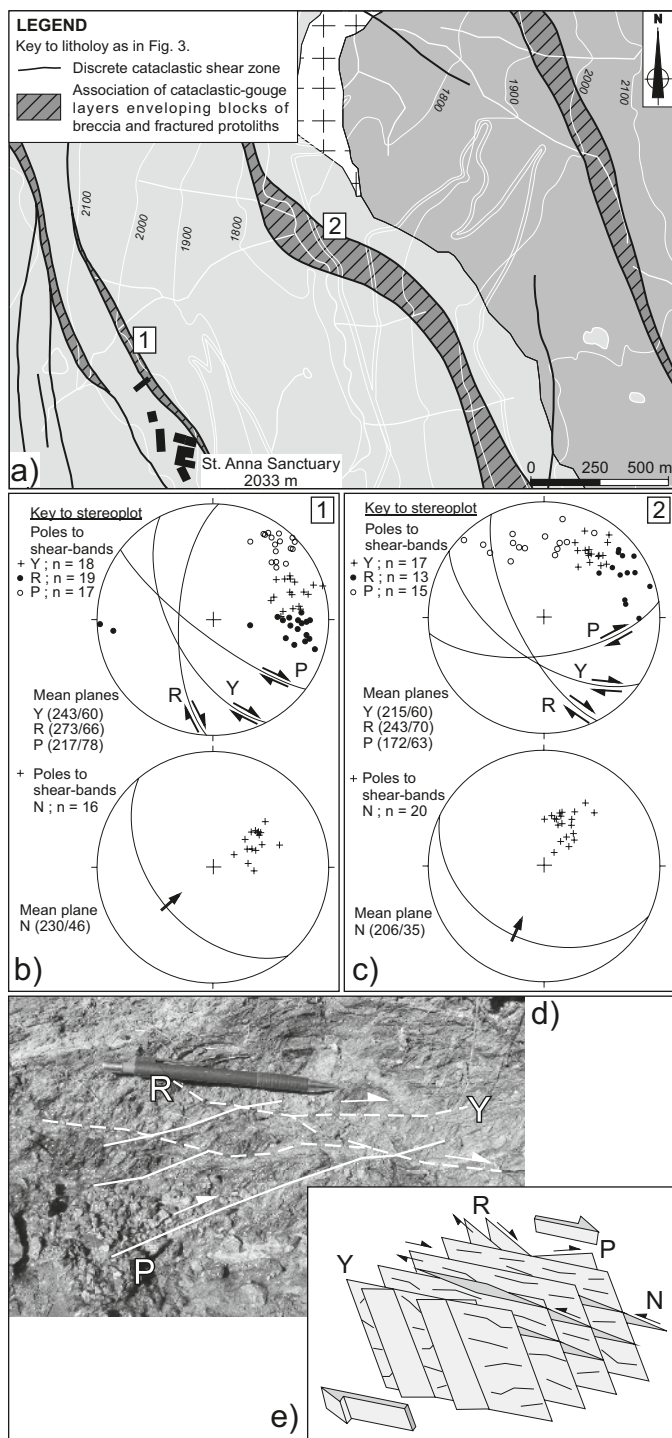 LEGEND
Key to litholoy as in Fig. 3.
Discrete cataclastic shear zone
Association of cataclastic-gouge
layers enveloping blocks of
breccia and fractured protoliths
N
1800
1900
2000
2100
2100
2000
1900
1800
2
1
a)
St. Anna Sanctuary
2033 m
0 250 500 m
Key to stereoplot
1
Poles to
shear-bands
+ Y ; n = 18
● R ; n = 19
○ P ; n = 17
P
Y
R
Mean planes
Y (243/60)
R (273/66)
P (217/78)
+ Poles to
shear-bands
N ; n = 16
Mean plane
N (230/46)
b)
Key to stereoplot
2
Poles to
shear-bands
+ Y ; n = 17
● R ; n = 13
○ P ; n = 15
P
Y
R
Mean planes
Y (215/60)
R (243/70)
P (172/63)
+ Poles to
shear-bands
N ; n = 20
Mean plane
N (206/35)
c)
d)
R
Y
P
R
P
Y
N
e)